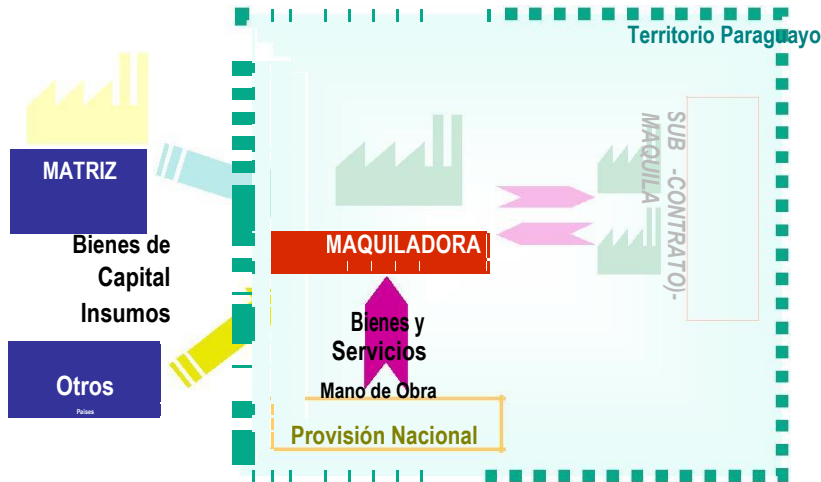 Territorio Paraguayo
MATRIZ
SUB -CONTRATO)-
MAQUILA
Bienes de
Capital
Insumos
MAQUILADORA
Bienes y
Servicios
Mano de Obra
Otros
Países
Provisión Nacional